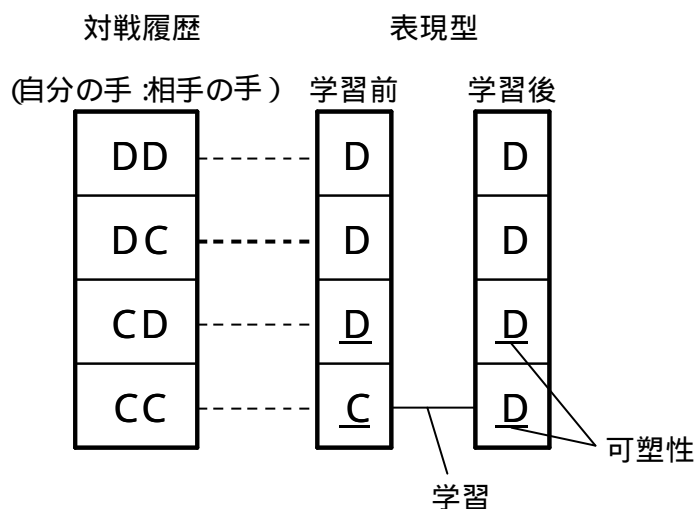 対戦履歴 表現型
(自分の手:相手の手) 学習前 学習後
DD D D
DC D D
CD D D
CC C D
可塑性
学習